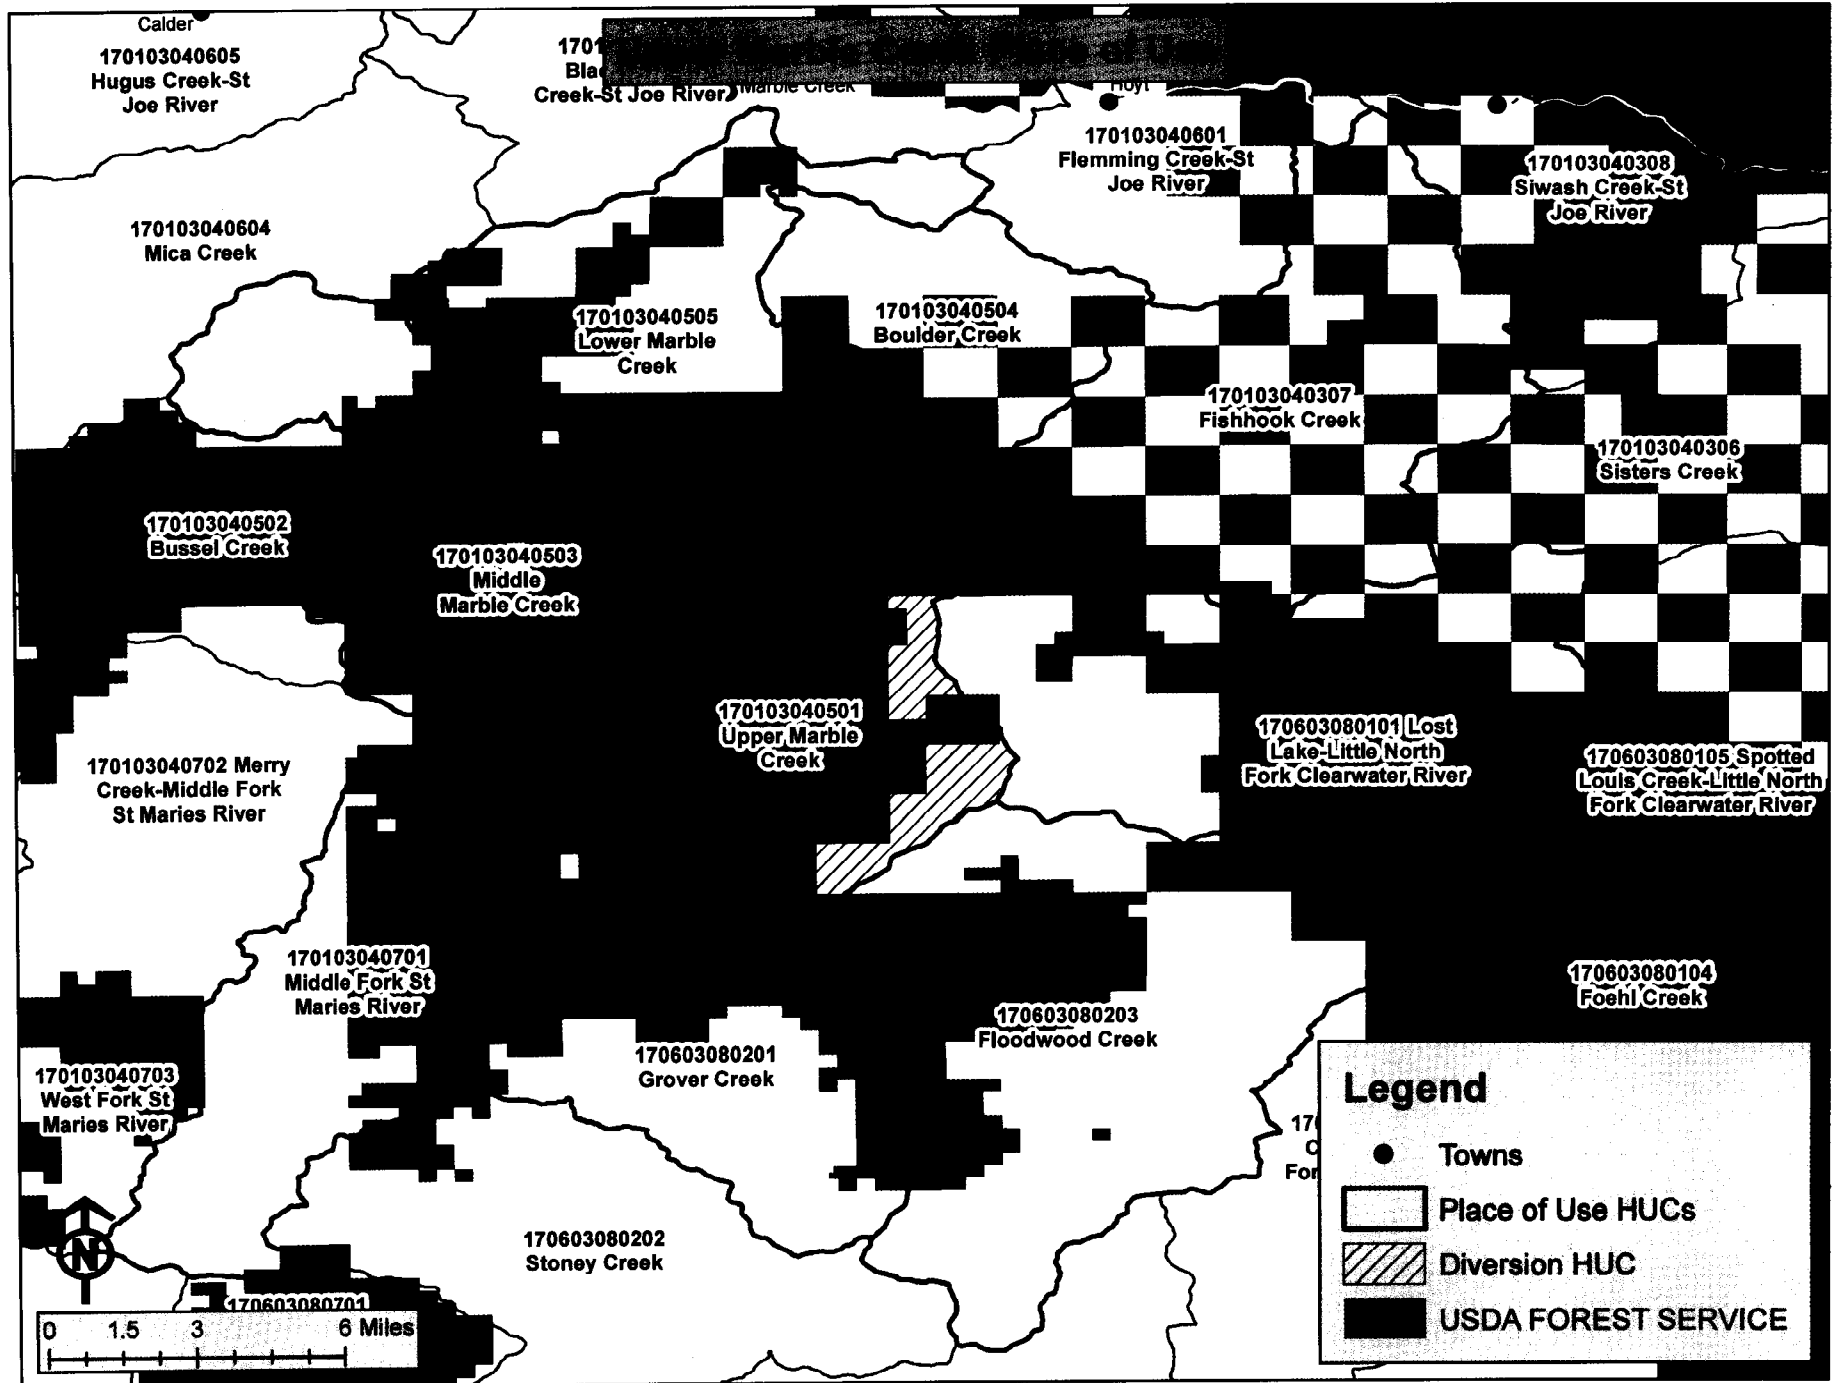 Calder
170103040605
Hugus Creek-St
Joe River
Creek-St Joe River
Marble Creek
Hoyt
170103040601
Flemming Creek-St
Joe River
170103040308
Siwash Creek-St
Joe River
170103040604
Mica Creek
170103040505
Lower Marble
Creek
170103040504
Boulder Creek
170103040307
Fishhook Creek
170103040306
Sisters Creek
170103040502
Bussel Creek
170103040503
Middle
Marble Creek
170103040501
Upper Marble
Creek
170603080101 Lost
Lake-Little North
Fork Clearwater River
170603080105 Spotted
Louis Creek-Little North
Fork Clearwater River
170103040702 Merry
Creek-Middle Fork
St Maries River
170103040701
Middle Fork St
Maries River
170603080203
Floodwood Creek
170603080104
Foehl Creek
170603080201
Grover Creek
170103040703
West Fork St
Maries River
170603080202
Stoney Creek
170603080701
N
0 1.5 3 6 Miles
Legend
Towns
Place of Use HUCs
Diversion HUC
USDA FOREST SERVICE